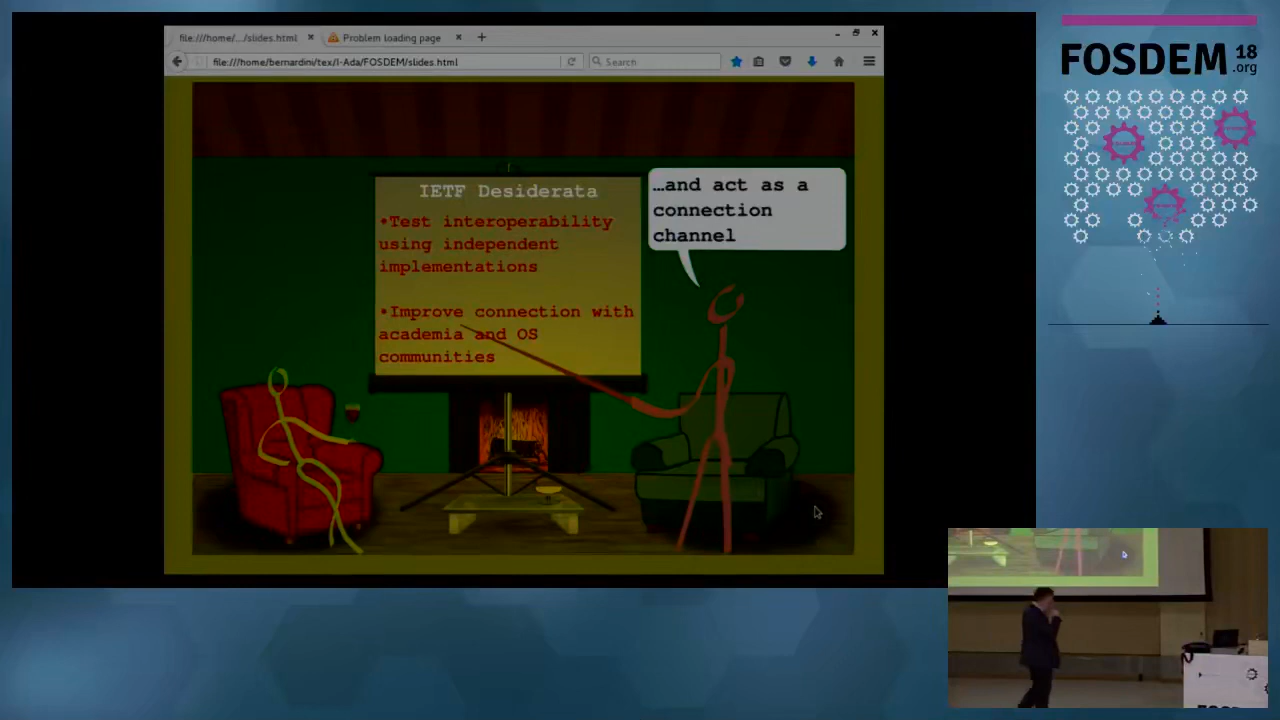 file:///home/.../slides.html
Problem loading page
file:///home/bernardini/tex/I-Ada/FOSDEM/slides.html
Search
FOSDEM 18
.org
IETF Desiderata
•Test interoperability
using independent
implementations
•Improve connection with
academia and OS
communities
…and act as a
connection
channel